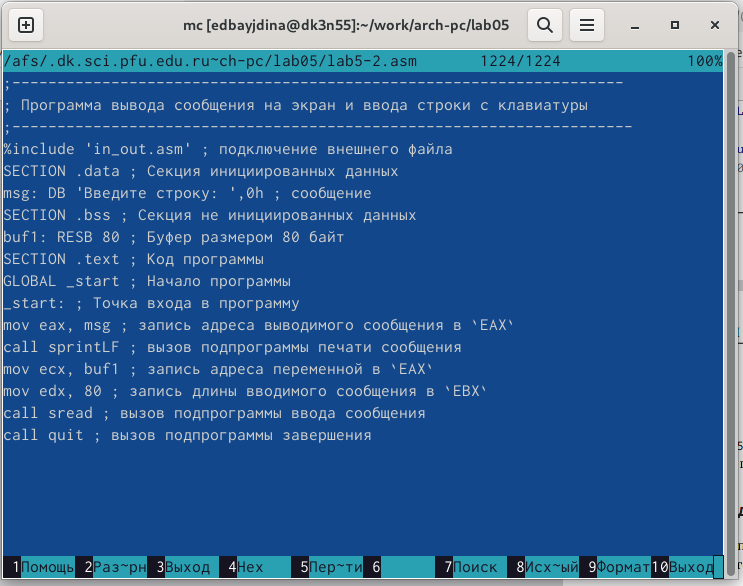 mc [edbayjdina@dk3n55]:~/work/arch-pc/lab05
/afs/.dk.sci.pfu.edu.ru~ch-pc/lab05/lab5-2.asm 1224/1224 100%
;--------------------------------------------------------------------
; Программа вывода сообщения на экран и ввода строки с клавиатуры
;---------------------------------------------------------------------
%include 'in_out.asm' ; подключение внешнего файла
SECTION .data ; Секция инициированных данных
msg: DB 'Введите строку: ',0h ; сообщение
SECTION .bss ; Секция не инициированных данных
buf1: RESB 80 ; Буфер размером 80 байт
SECTION .text ; Код программы
GLOBAL _start ; Начало программы
_start: ; Точка входа в программу
mov eax, msg ; запись адреса выводимого сообщения в `EAX`
call sprintLF ; вызов подпрограммы печати сообщения
mov ecx, buf1 ; запись адреса переменной в `EAX`
mov edx, 80 ; запись длины вводимого сообщения в `EBX`
call sread ; вызов подпрограммы ввода сообщения
call quit ; вызов подпрограммы завершения
1Помощь 2Раз~рн 3Выход 4Hex 5Пер~ти 6 7Поиск 8Исх~ый 9Формат 10Выход